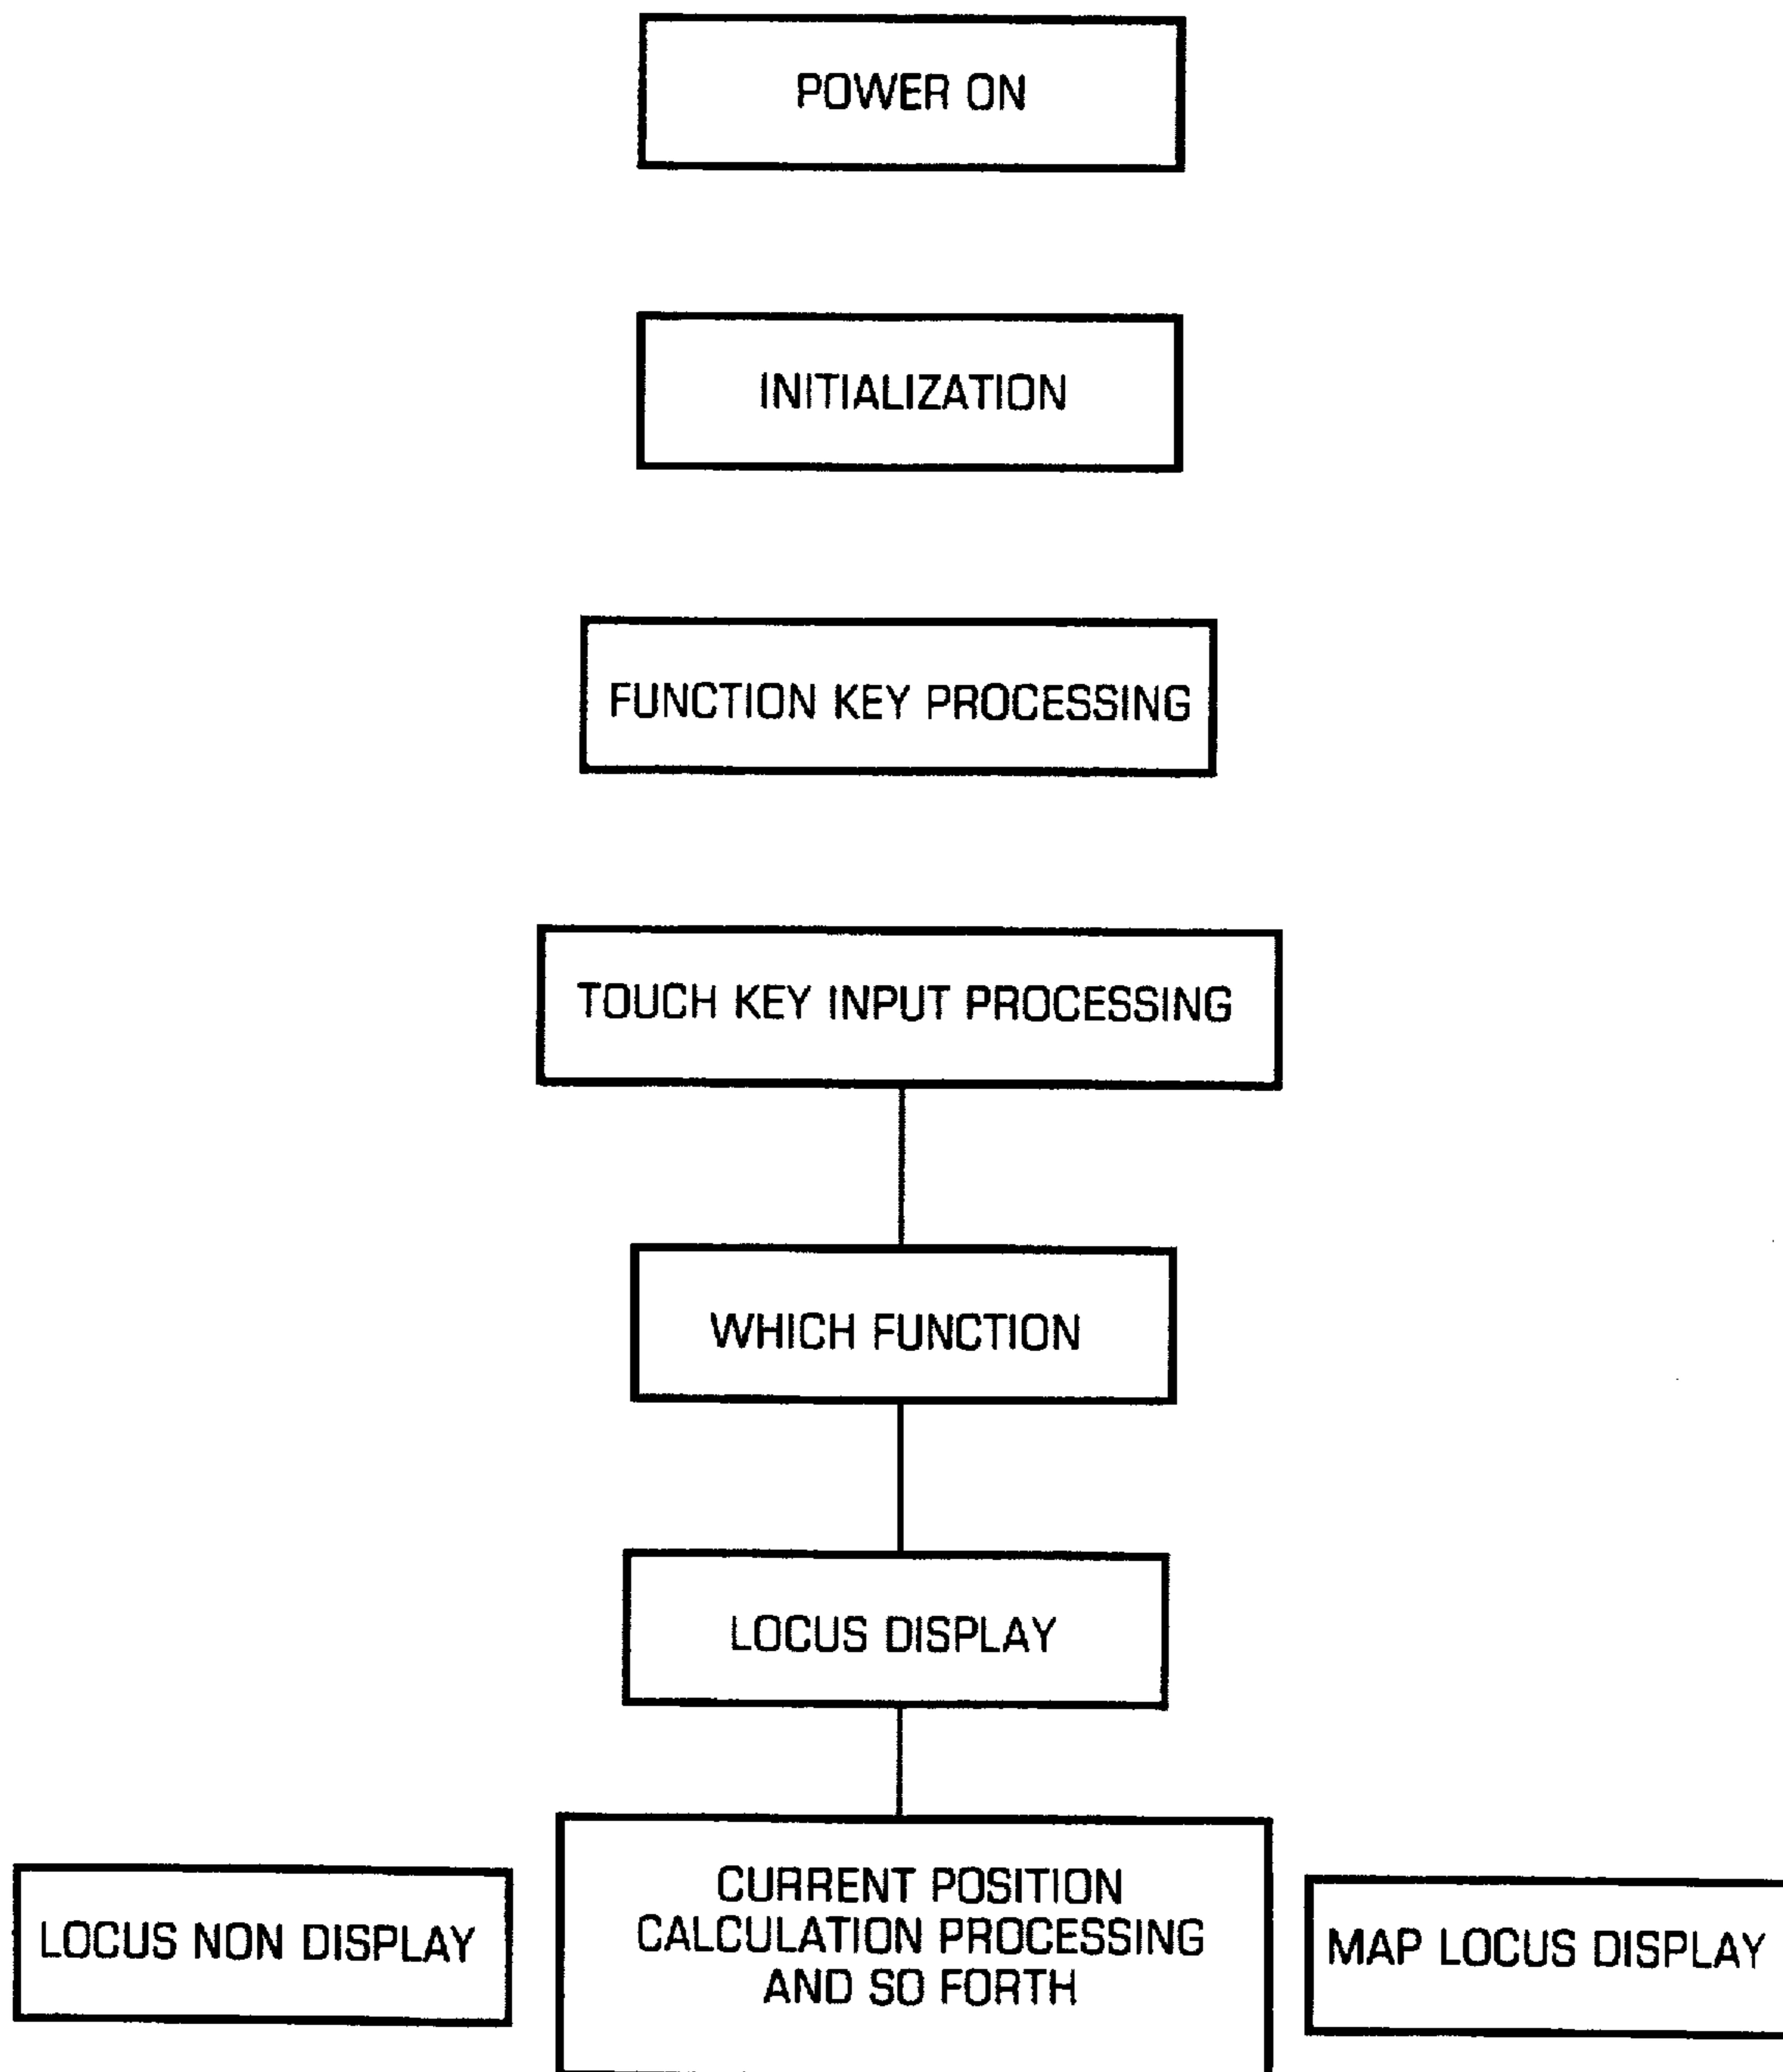 POWER ON
INITIALIZATION
FUNCTION KEY PROCESSING
TOUCH KEY INPUT PROCESSING
WHICH FUNCTION
LOCUS DISPLAY
LOCUS NON DISPLAY
CURRENT POSITION
CALCULATION PROCESSING
AND SO FORTH
MAP LOCUS DISPLAY